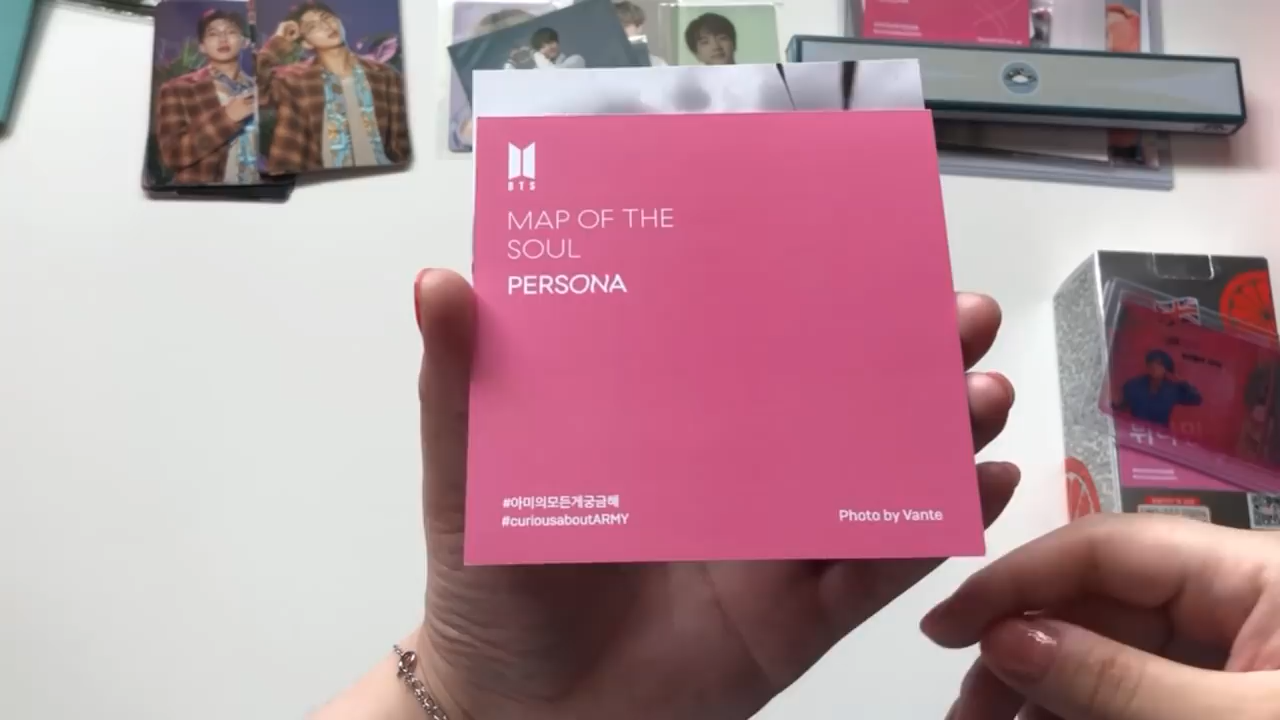 BTS
MAP OF THE
SOUL
PERSONA
#아미의모든게궁금해
#curiousaboutARMY
Photo by Vante